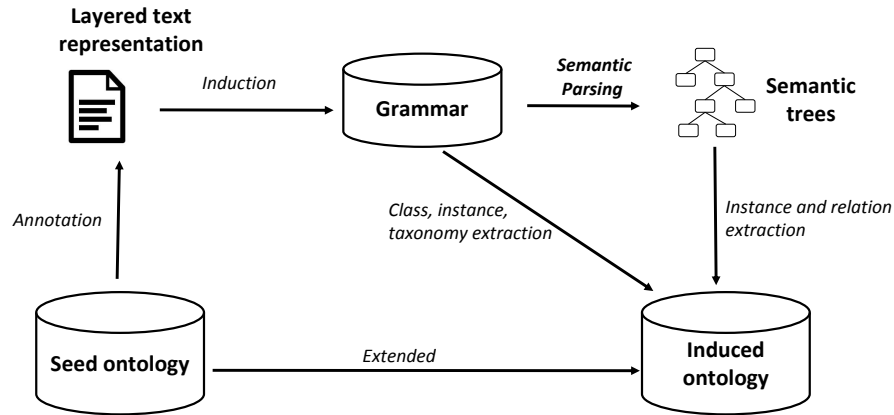 Layered text
representation
Induction
Grammar
Semantic
Parsing
Semantic
trees
Annotation
Class, instance,
taxonomy extraction
Instance and relation
extraction
Seed ontology
Extended
Induced
ontology